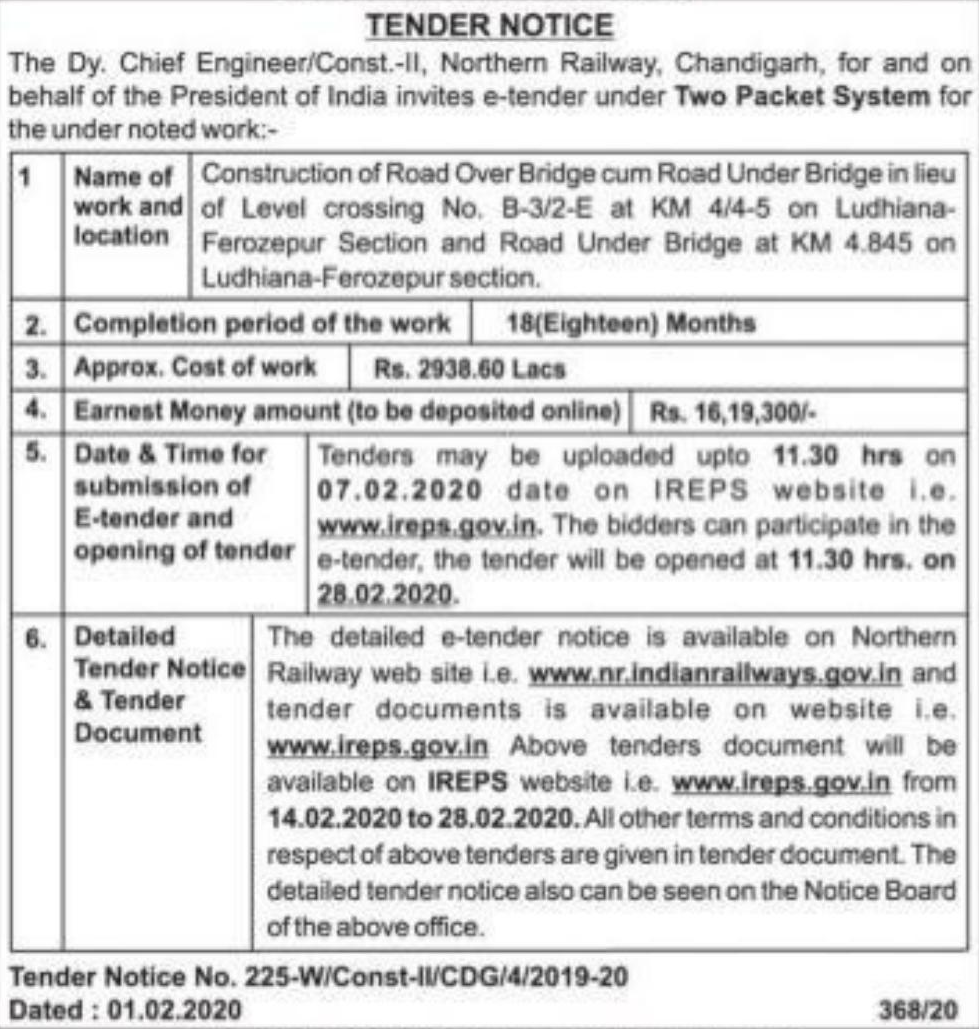 TENDER NOTICE
The Dy. Chief Engineer/Const.-II, Northern Railway, Chandigarh, for and on
behalf of the President of India invites e-tender under Two Packet System for
the under noted work:-
1 Name of work and location
Construction of Road Over Bridge cum Road Under Bridge in lieu
of Level crossing No. B-3/2-E at KM 4/4-5 on Ludhiana-
Ferozepur Section and Road Under Bridge at KM 4.845 on
Ludhiana-Ferozepur section.
2. Completion period of the work 18(Eighteen) Months
3. Approx. Cost of work Rs. 2938.60 Lacs
4. Earnest Money amount (to be deposited online) Rs. 16,19,300/-
5. Date & Time for
submission of
E-tender and
opening of tender
Tenders may be uploaded upto 11.30 hrs on
07.02.2020 date on IREPS website i.e.
www.ireps.gov.in. The bidders can participate in the
e-tender, the tender will be opened at 11.30 hrs. on
28.02.2020.
6. Detailed
Tender Notice
& Tender
Document
The detailed e-tender notice is available on Northern
Railway web site i.e. www.nr.indianrailways.gov.in and
tender documents is available on website i.e.
www.ireps.gov.in Above tenders document will be
available on IREPS website i.e. www.ireps.gov.in from
14.02.2020 to 28.02.2020. All other terms and conditions in
respect of above tenders are given in tender document. The
detailed tender notice also can be seen on the Notice Board
of the above office.
Tender Notice No. 225-W/Const-II/CDG/4/2019-20
Dated : 01.02.2020 368/20